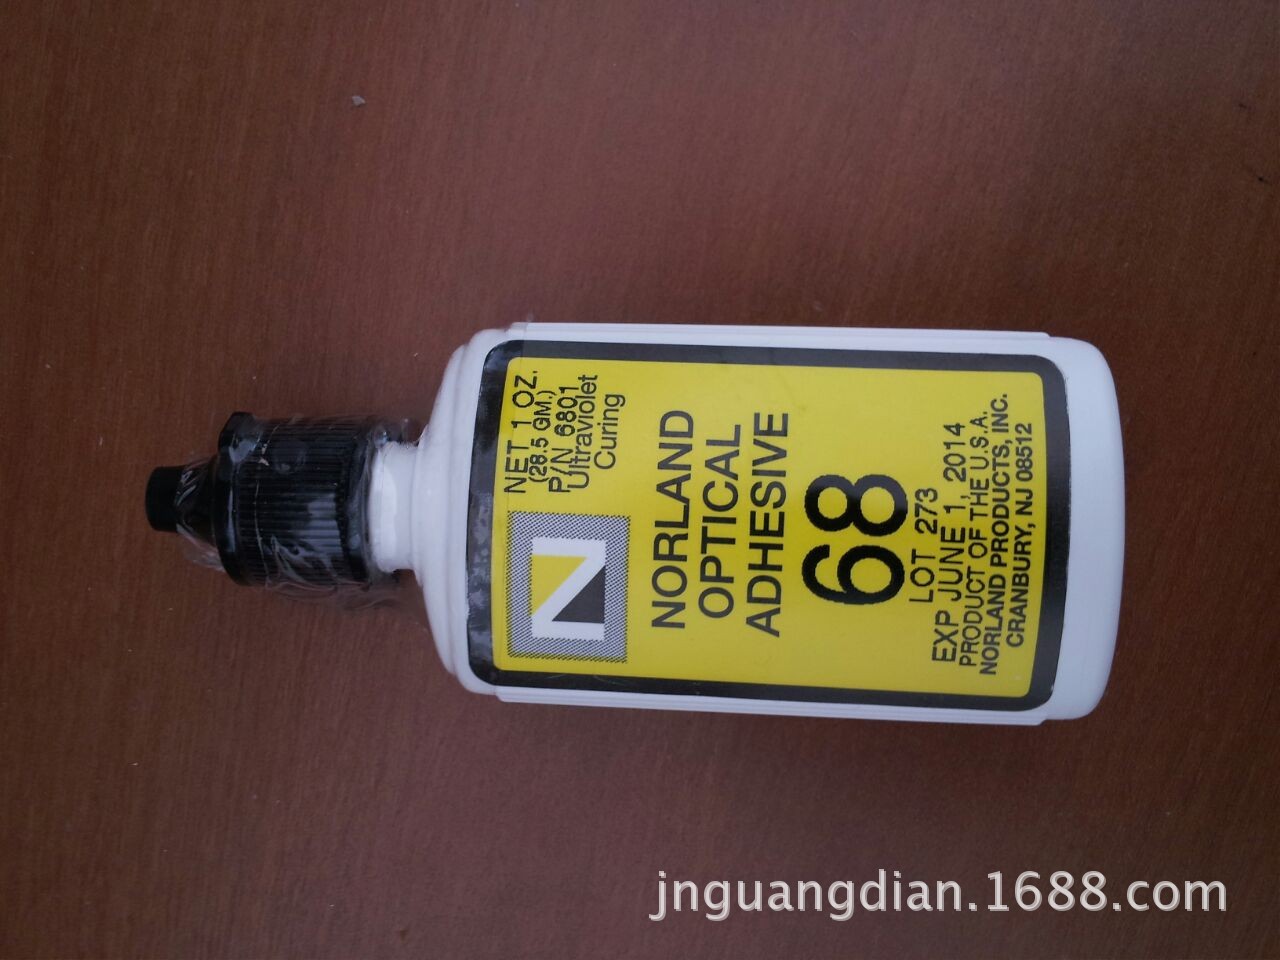 N
NET 1 OZ.
(28.5 GM.)
P/N 6801
Ultraviolet
Curing
NORLAND
OPTICAL
ADHESIVE
68
LOT 273
EXP JUNE 1, 2014
PRODUCT OF THE U.S.A.
NORLAND PRODUCTS, INC.
CRANBURY, NJ 08512
jnguangdian.1688.com